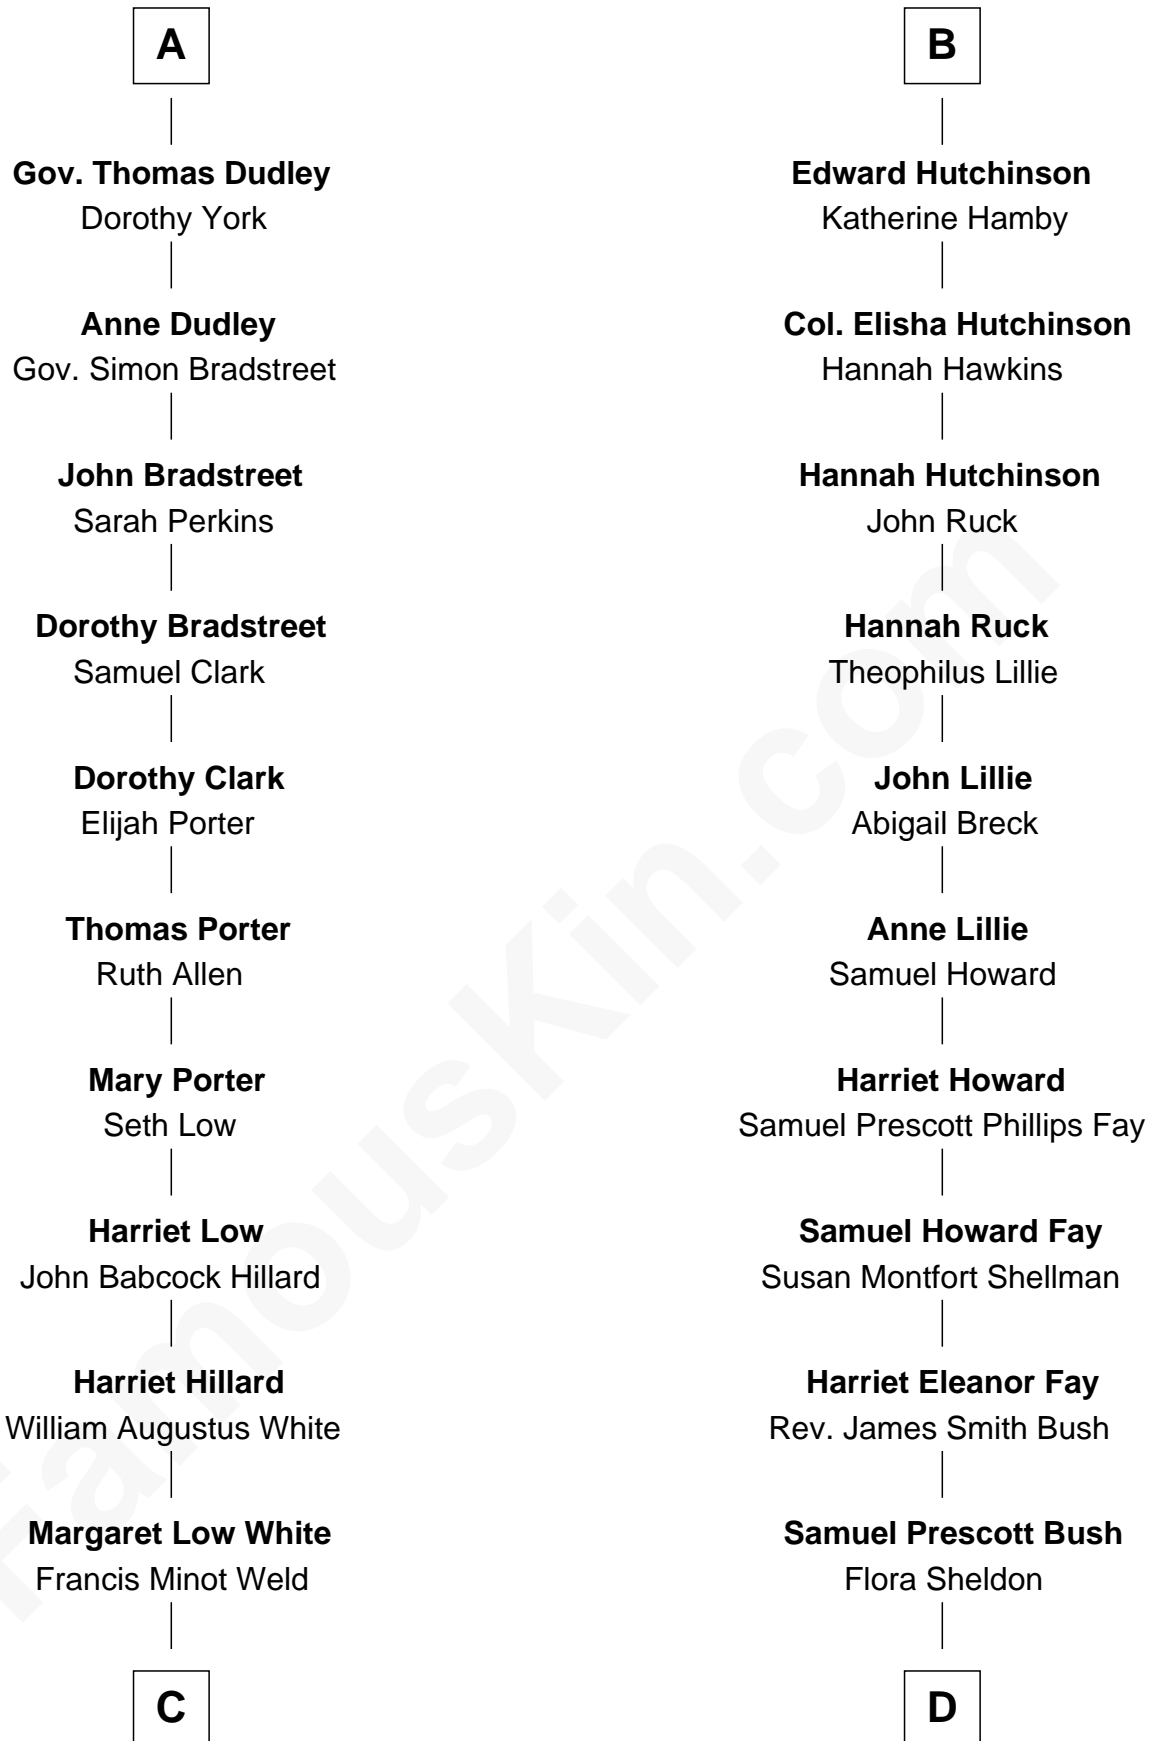 A
Gov. Thomas Dudley
Dorothy York
Anne Dudley
Gov. Simon Bradstreet
John Bradstreet
Sarah Perkins
Dorothy Bradstreet
Samuel Clark
Dorothy Clark
Elijah Porter
Thomas Porter
Ruth Allen
Mary Porter
Seth Low
Harriet Low
John Babcock Hillard
Harriet Hillard
William Augustus White
Margaret Low White
Francis Minot Weld
C
B
Edward Hutchinson
Katherine Hamby
Col. Elisha Hutchinson
Hannah Hawkins
Hannah Hutchinson
John Ruck
Hannah Ruck
Theophilus Lillie
John Lillie
Abigail Breck
Anne Lillie
Samuel Howard
Harriet Howard
Samuel Prescott Phillips Fay
Samuel Howard Fay
Susan Montfort Shellman
Harriet Eleanor Fay
Rev. James Smith Bush
Samuel Prescott Bush
Flora Sheldon
D
FamousKin.com